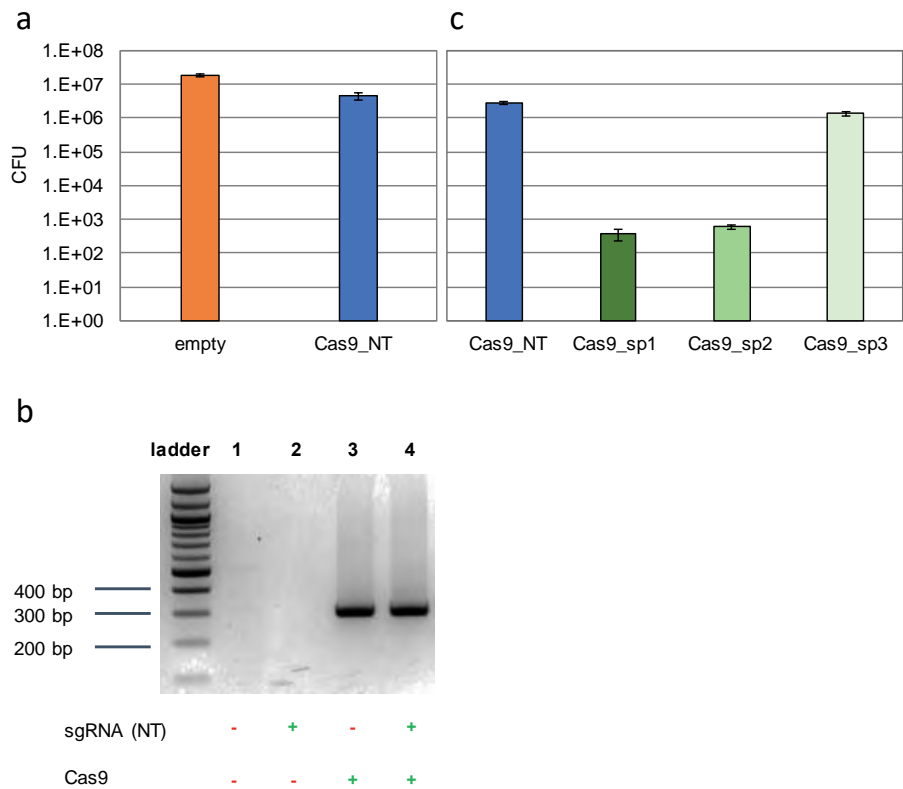 a
c
1.E+08
1.E+07
1.E+06
1.E+05
1.E+04
1.E+03
1.E+02
1.E+01
1.E+00
CFU
empty
Cas9_NT
Cas9_NT
Cas9_sp1
Cas9_sp2
Cas9_sp3
b
ladder 1 2 3 4
400 bp
300 bp
200 bp
sgRNA (NT) - + - +
Cas9 - - + +